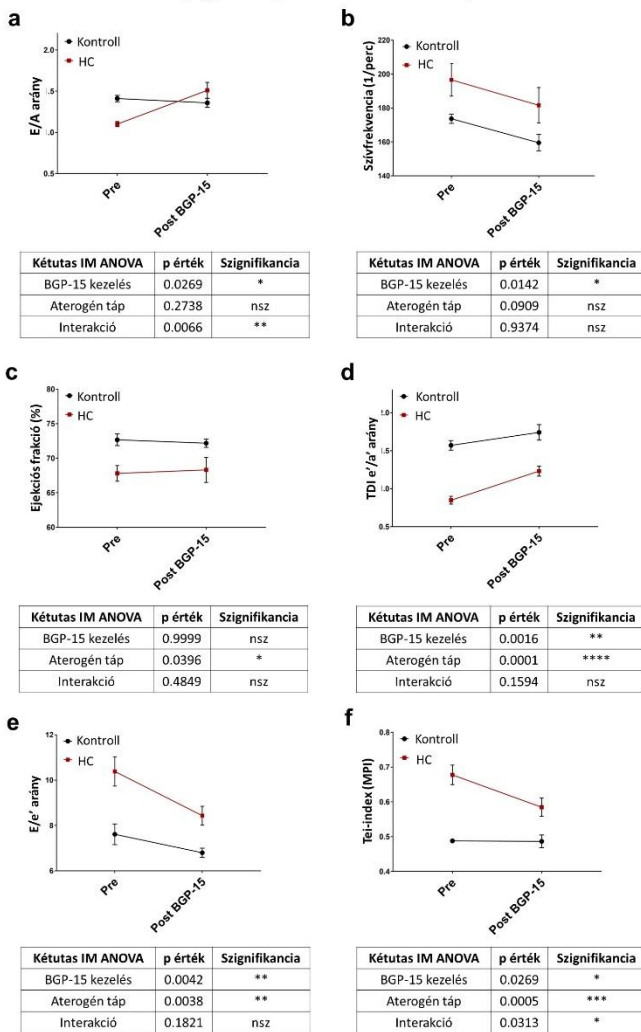 a
Kontroll
HC
E/A arány
2.0
1.5
1.0
0.5
Pre
Post BGP-15
Kétutas IM ANOVA p érték Szignifikancia
BGP-15 kezelés 0.0269 *
Aterogén táp 0.2738 nsz
Interakció 0.0066 **
b
Kontroll
HC
Szívfrekvencia (1/perc)
220
200
180
160
140
Pre
Post BGP-15
Kétutas IM ANOVA p érték Szignifikancia
BGP-15 kezelés 0.0142 *
Aterogén táp 0.0909 nsz
Interakció 0.9374 nsz
c
Kontroll
HC
Ejekciós frakció (%)
80
75
70
65
60
Pre
Post BGP-15
Kétutas IM ANOVA p érték Szignifikancia
BGP-15 kezelés 0.9999 nsz
Aterogén táp 0.0396 *
Interakció 0.4849 nsz
d
Kontroll
HC
TDI e'/a' arány
2.0
1.5
1.0
0.5
Pre
Post BGP-15
Kétutas IM ANOVA p érték Szignifikancia
BGP-15 kezelés 0.0016 **
Aterogén táp 0.0001 ****
Interakció 0.1594 nsz
e
Kontroll
HC
E/e' arány
12
10
8
6
Pre
Post BGP-15
Kétutas IM ANOVA p érték Szignifikancia
BGP-15 kezelés 0.0042 **
Aterogén táp 0.0038 **
Interakció 0.1821 nsz
f
Kontroll
HC
Tei-index (MPI)
0.8
0.7
0.6
0.5
0.4
Pre
Post BGP-15
Kétutas IM ANOVA p érték Szignifikancia
BGP-15 kezelés 0.0269 *
Aterogén táp 0.0005 ***
Interakció 0.0313 *